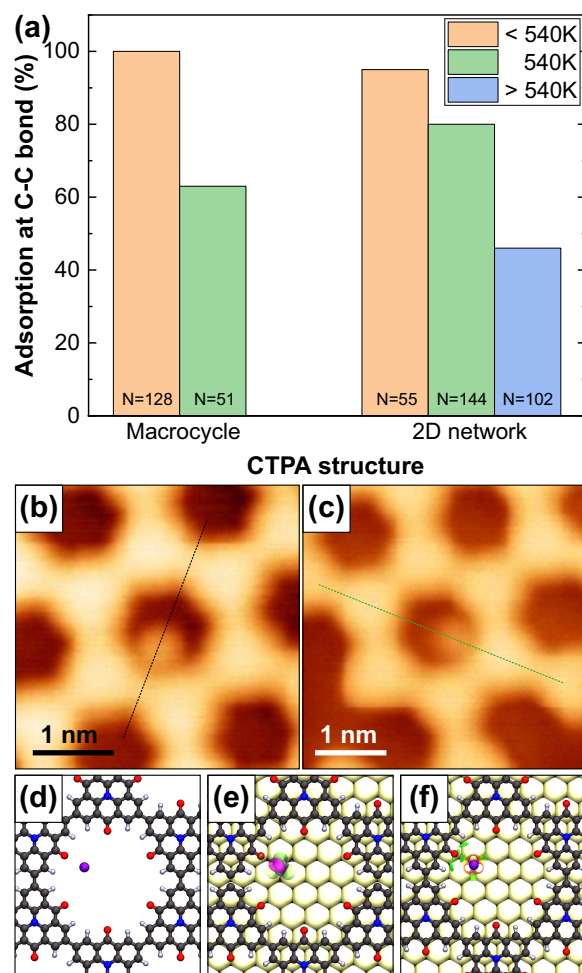 (a)
Adsorption at C-C bond (%)
100
80
60
40
20
0
< 540K
540K
> 540K
N=128
N=51
N=55
N=144
N=102
Macrocycle
2D network
CTPA structure
(b)
1 nm
(c)
1 nm
(d)
(e)
(f)